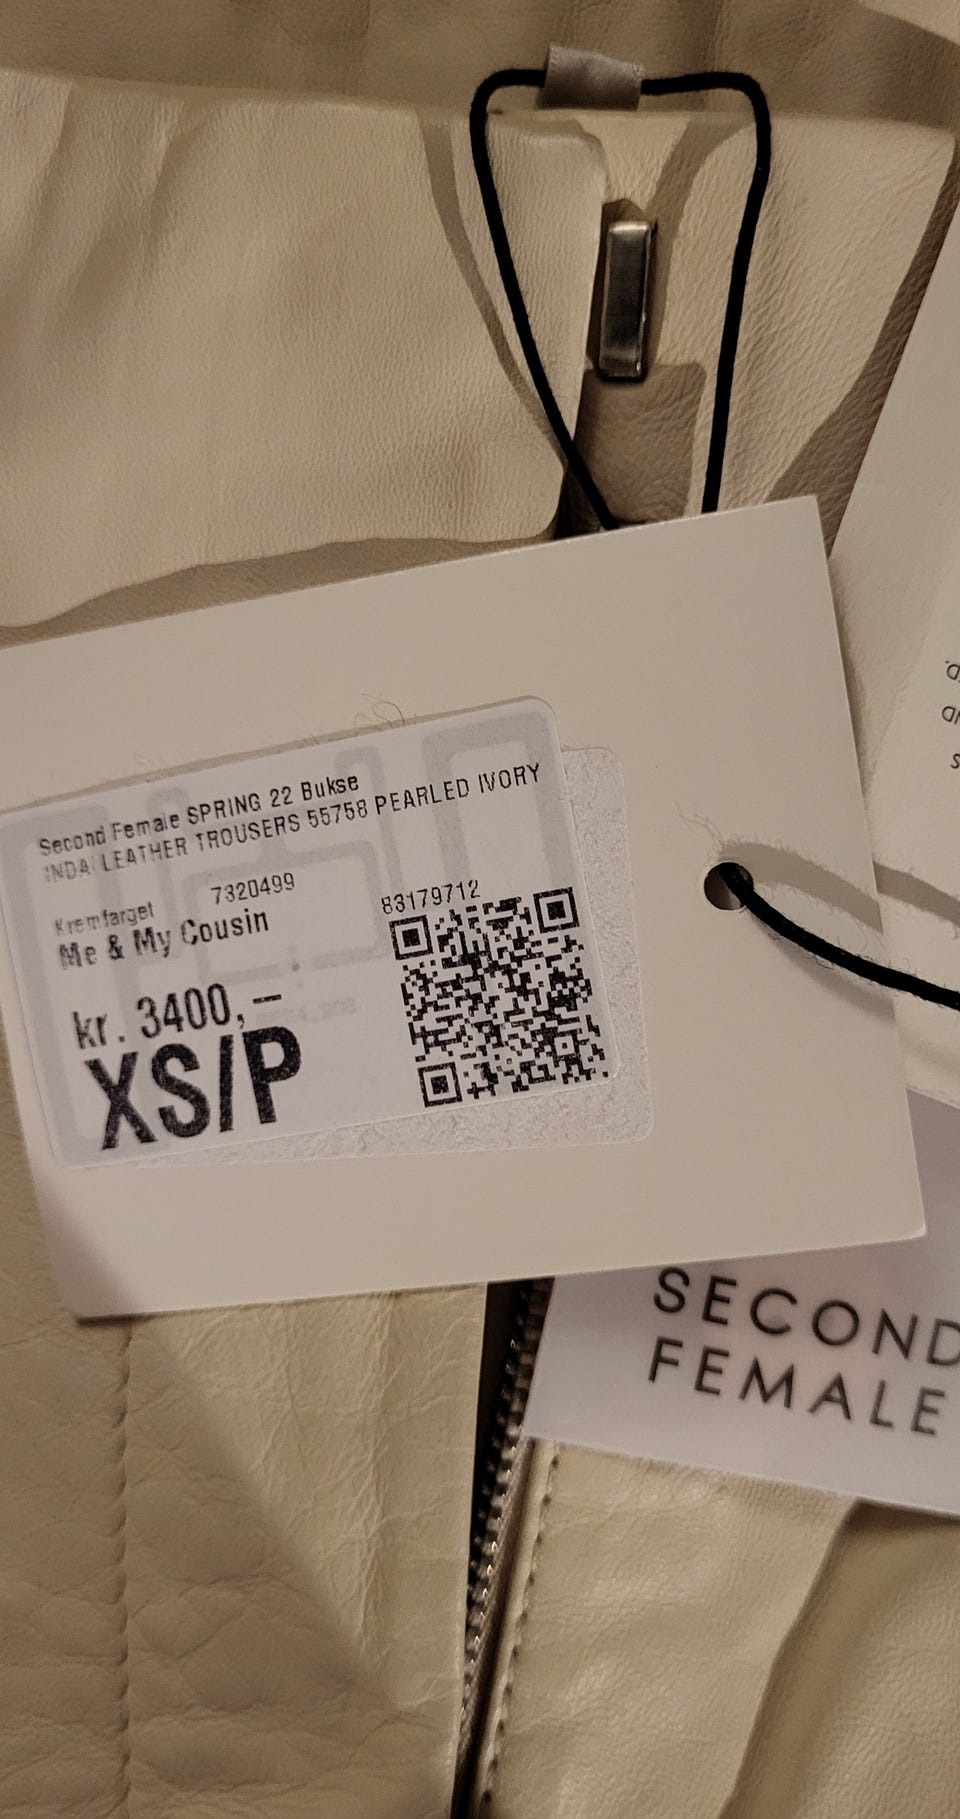 Second Female SPRING 22 Bukse
INDAI LEATHER TROUSERS 55758 PEARLED IVORY
7320499
Kremfarget
83179712
Me & My Cousin
kr. 3400,–
XS/P
SECOND
FEMALE